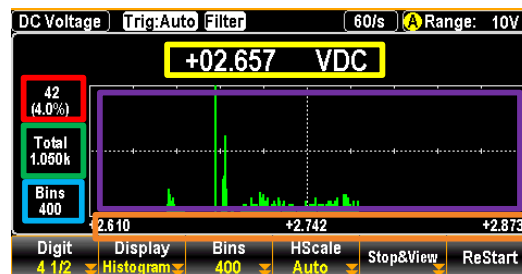 DC Voltage Trig:Auto Filter 60/s A Range: 10V
+02.657 VDC
42
(4.0%)
Total
1.050k
Bins
400
+2.610 +2.742 +2.873
Digit Display Bins HScale Stop&View ReStart
4 1/2 Histogram 400 Auto